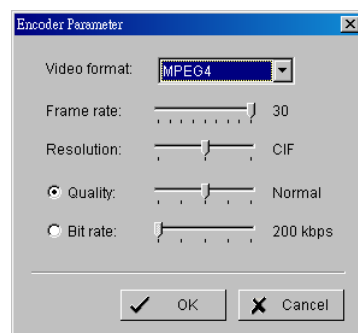 Encoder Parameter
Video format: MPEG4
Frame rate: 30
Resolution: CIF
Quality: Normal
Bit rate: 200 kbps
OK Cancel